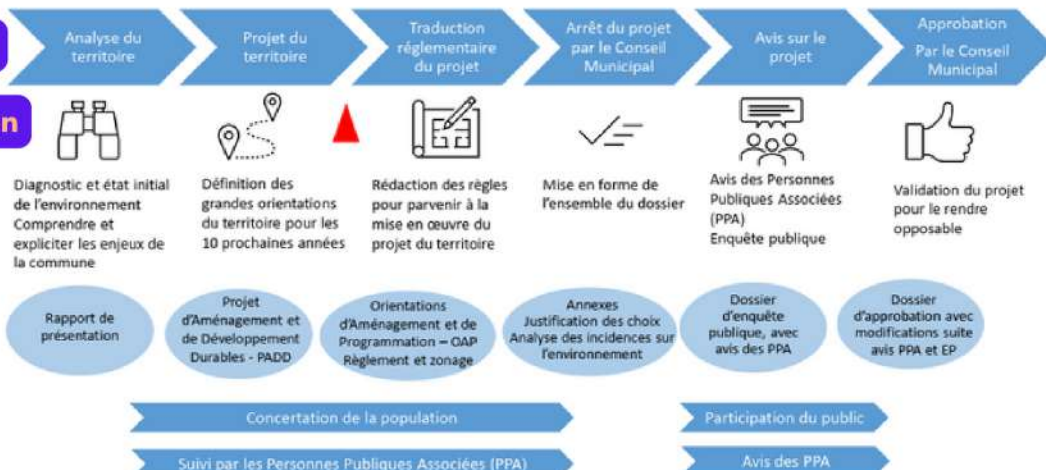 Analyse du
territoire
Projet du
territoire
Traduction
réglementaire
du projet
Arrêt du projet
par le Conseil
Municipal
Avis sur le
projet
Approbation
Par le Conseil
Municipal
n
Diagnostic et état initial
de l'environnement
Comprendre et
expliciter les enjeux de
la commune
Définition des
grandes orientations
du territoire pour les
10 prochaines années
Rédaction des règles
pour parvenir à la
mise en œuvre du
projet du territoire
Mise en forme de
l'ensemble du dossier
Avis des Personnes
Publiques Associées
(PPA)
Enquête publique
Validation du projet
pour le rendre
opposable
Rapport de
présentation
Projet
d'Aménagement et
de Développement
Durables - PADD
Orientations
d'Aménagement et de
Programmation – OAP
Règlement et zonage
Annexes
Justification des choix
Analyse des incidences sur
l'environnement
Dossier
d'enquête
publique, avec
avis des PPA
Dossier
d'approbation avec
modifications suite
avis PPA et EP
Concertation de la population
Participation du public
Suivi par les Personnes Publiques Associées (PPA)
Avis des PPA